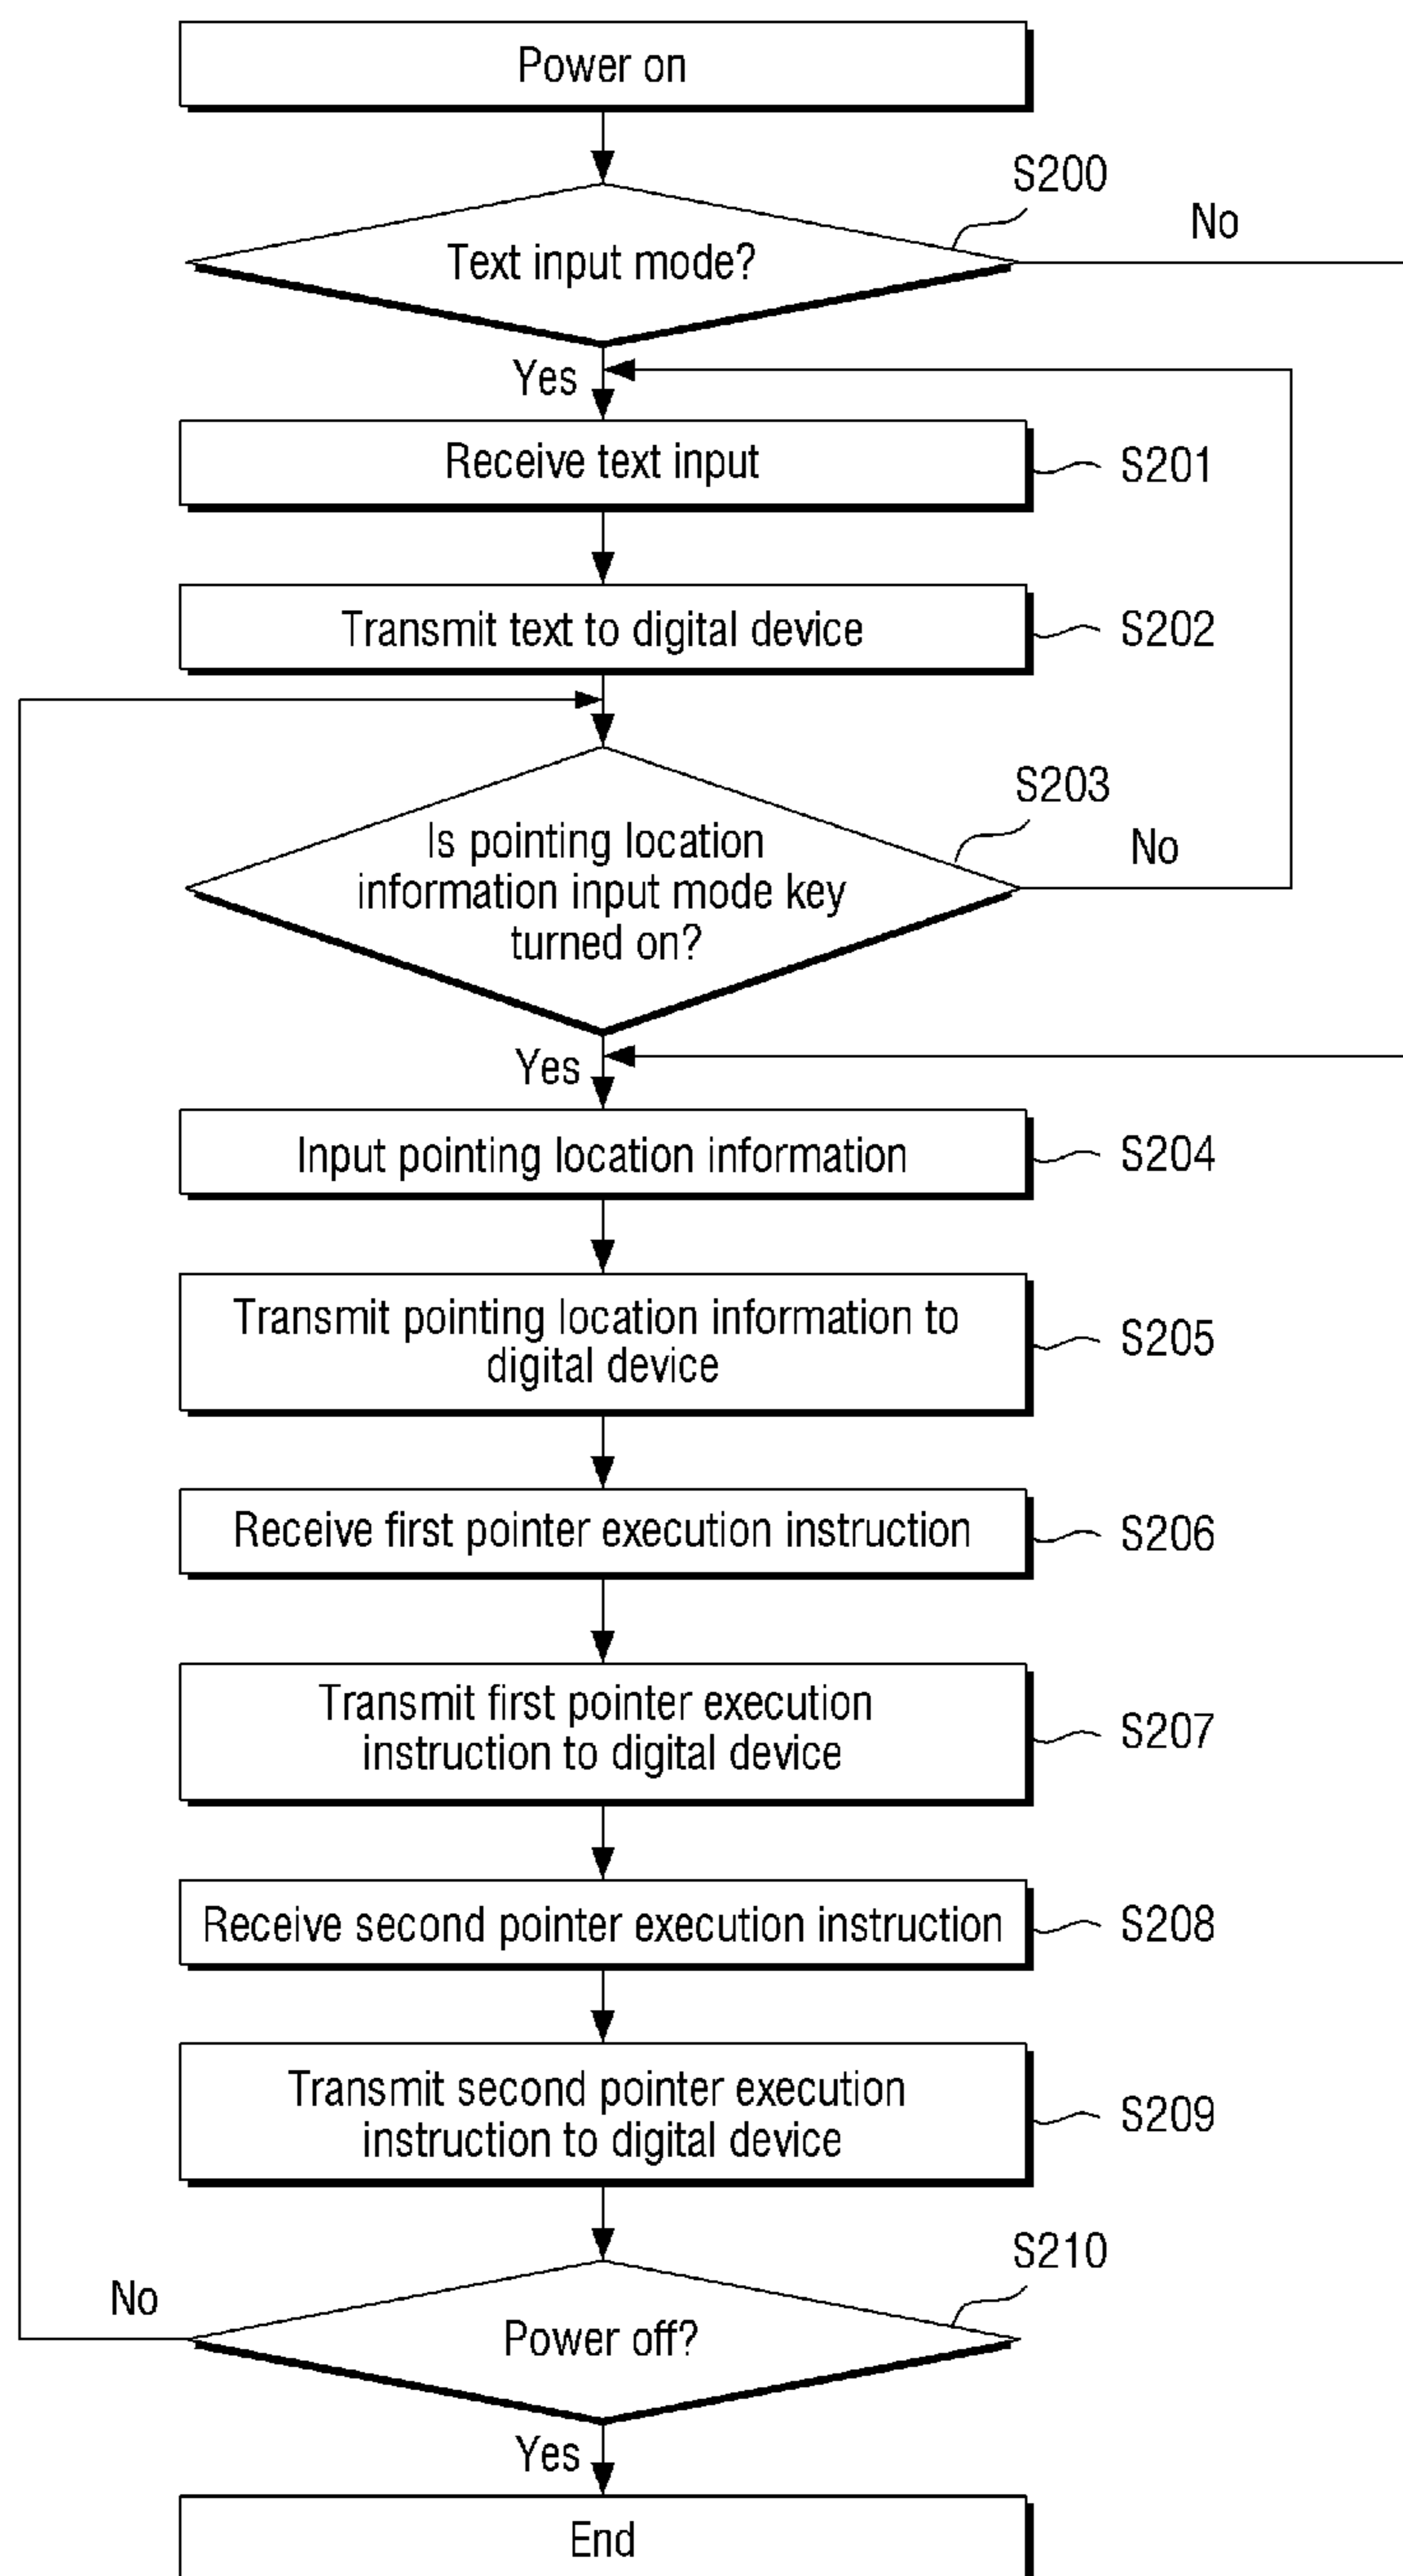 Power on
S200
Text input mode?
No
Yes
Receive text input
S201
Transmit text to digital device
S202
S203
Is pointing location
information input mode key
turned on?
No
Yes
Input pointing location information
S204
Transmit pointing location information to
digital device
S205
Receive first pointer execution instruction
S206
Transmit first pointer execution
instruction to digital device
S207
Receive second pointer execution instruction
S208
Transmit second pointer execution
instruction to digital device
S209
S210
No
Power off?
Yes
End